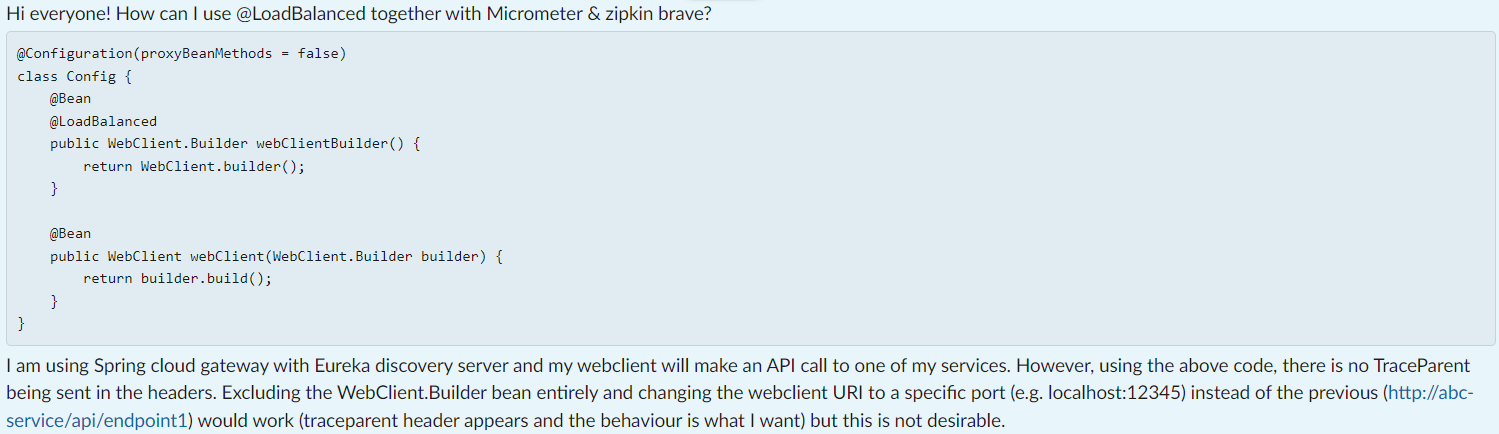 Hi everyone! How can I use @LoadBalanced together with Micrometer & zipkin brave?
@Configuration(proxyBeanMethods = false)
class Config {
    @Bean
    @LoadBalanced
    public WebClient.Builder webClientBuilder() {
        return WebClient.builder();
    }

    @Bean
    public WebClient webClient(WebClient.Builder builder) {
        return builder.build();
    }
}
I am using Spring cloud gateway with Eureka discovery server and my webclient will make an API call to one of my services. However, using the above code, there is no TraceParent
being sent in the headers. Excluding the WebClient.Builder bean entirely and changing the webclient URI to a specific port (e.g. localhost:12345) instead of the previous (http://abc-
service/api/endpoint1) would work (traceparent header appears and the behaviour is what I want) but this is not desirable.